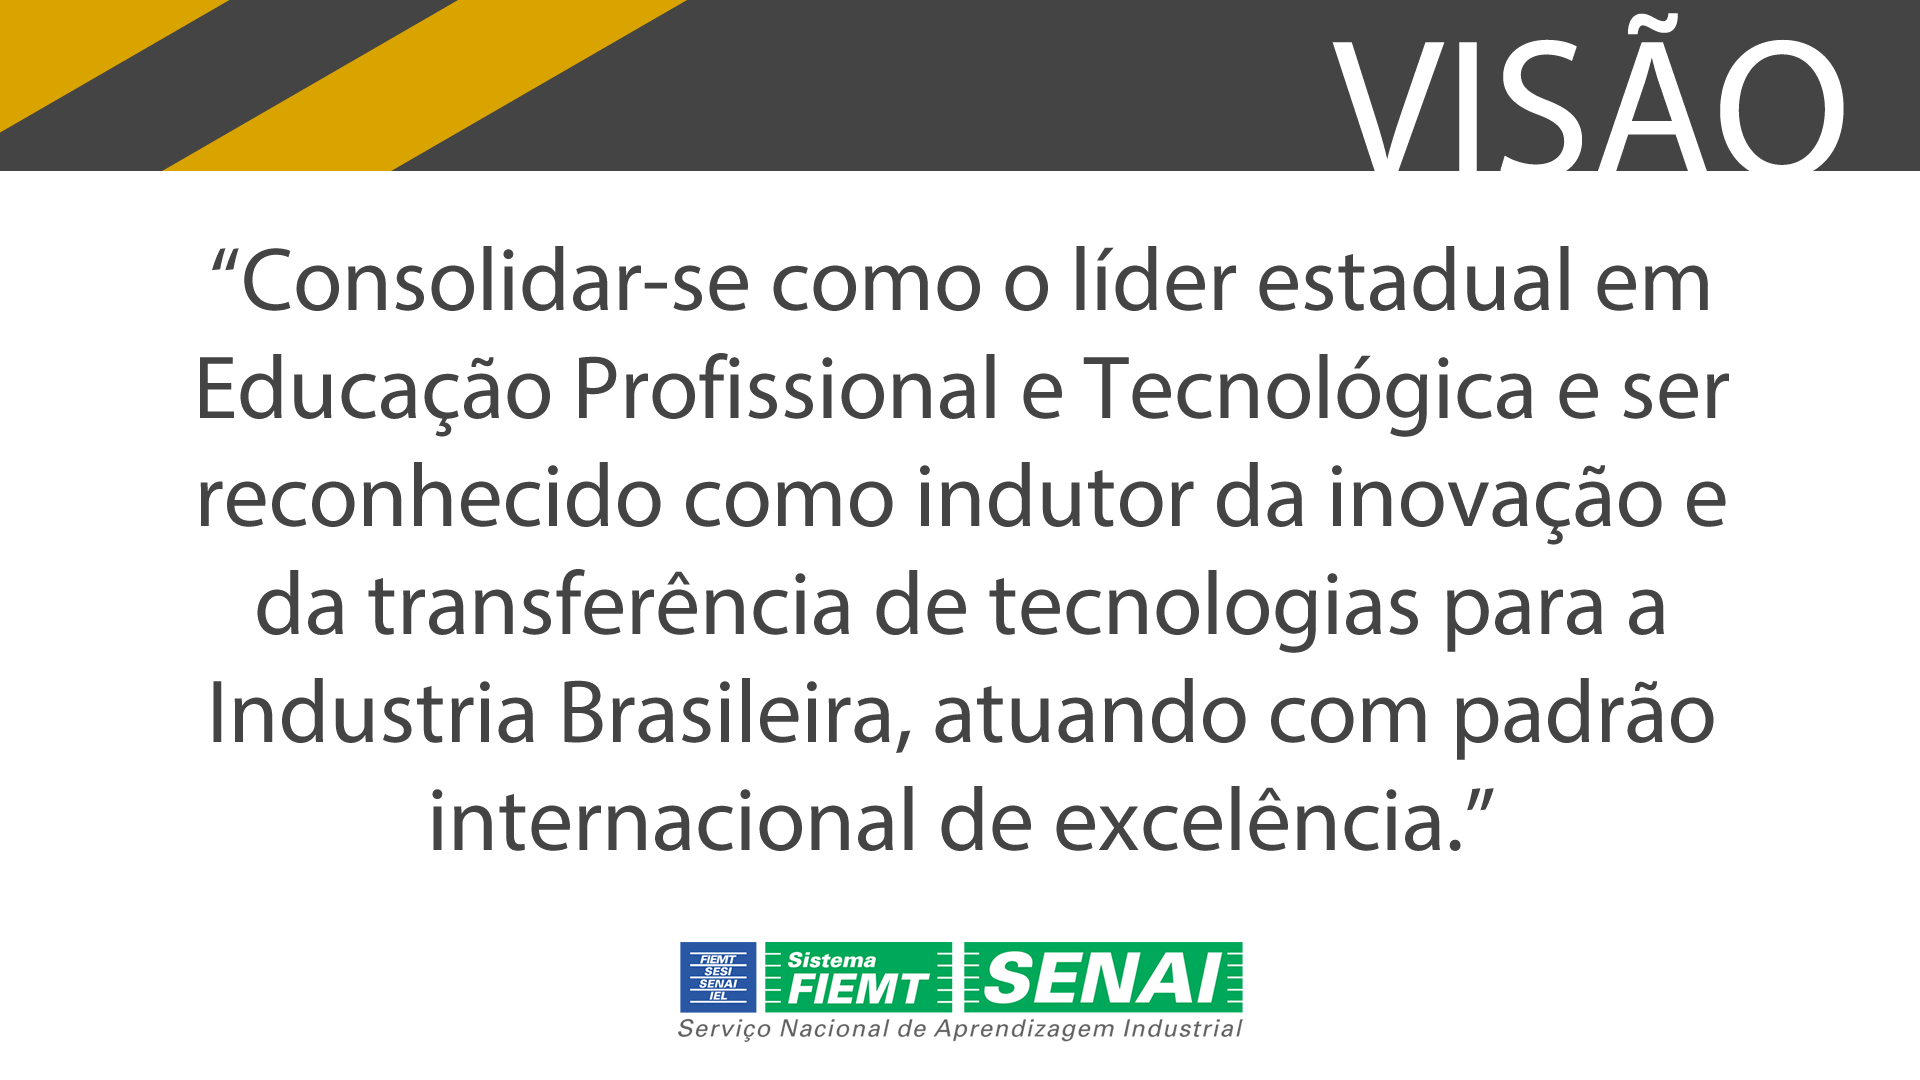 VISÃO
“Consolidar-se como o líder estadual em
Educação Profissional e Tecnológica e ser
reconhecido como indutor da inovação e
da transferência de tecnologias para a
Industria Brasileira, atuando com padrão
internacional de excelência.”
FIEMT
SESI
SENAI
IEL
Sistema
FIEMT
SENAI
Serviço Nacional de Aprendizagem Industrial